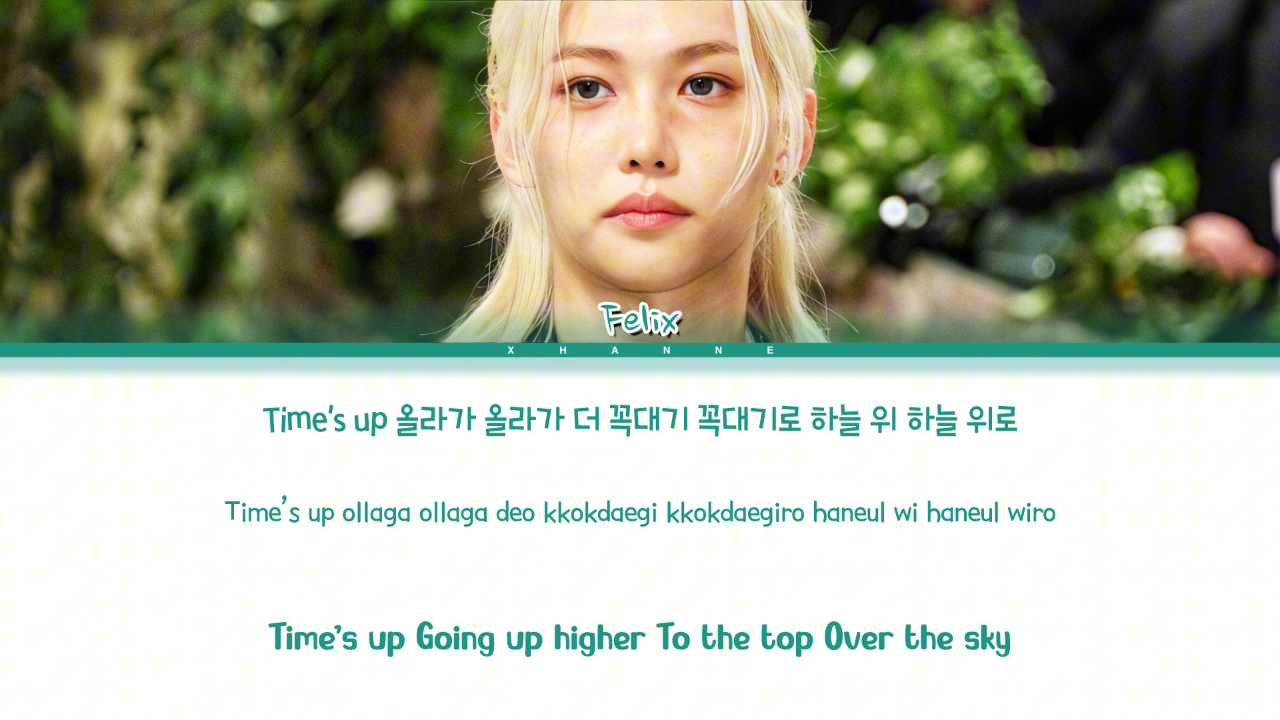 Felix
X H A N N E
Time's up 올라가 올라가 더 꼭대기 꼭대기로 하늘 위 하늘 위로
Time's up ollaga ollaga deo kkokdaegi kkokdaegiro haneul wi haneul wiro
Time's up Going up higher To the top Over the sky